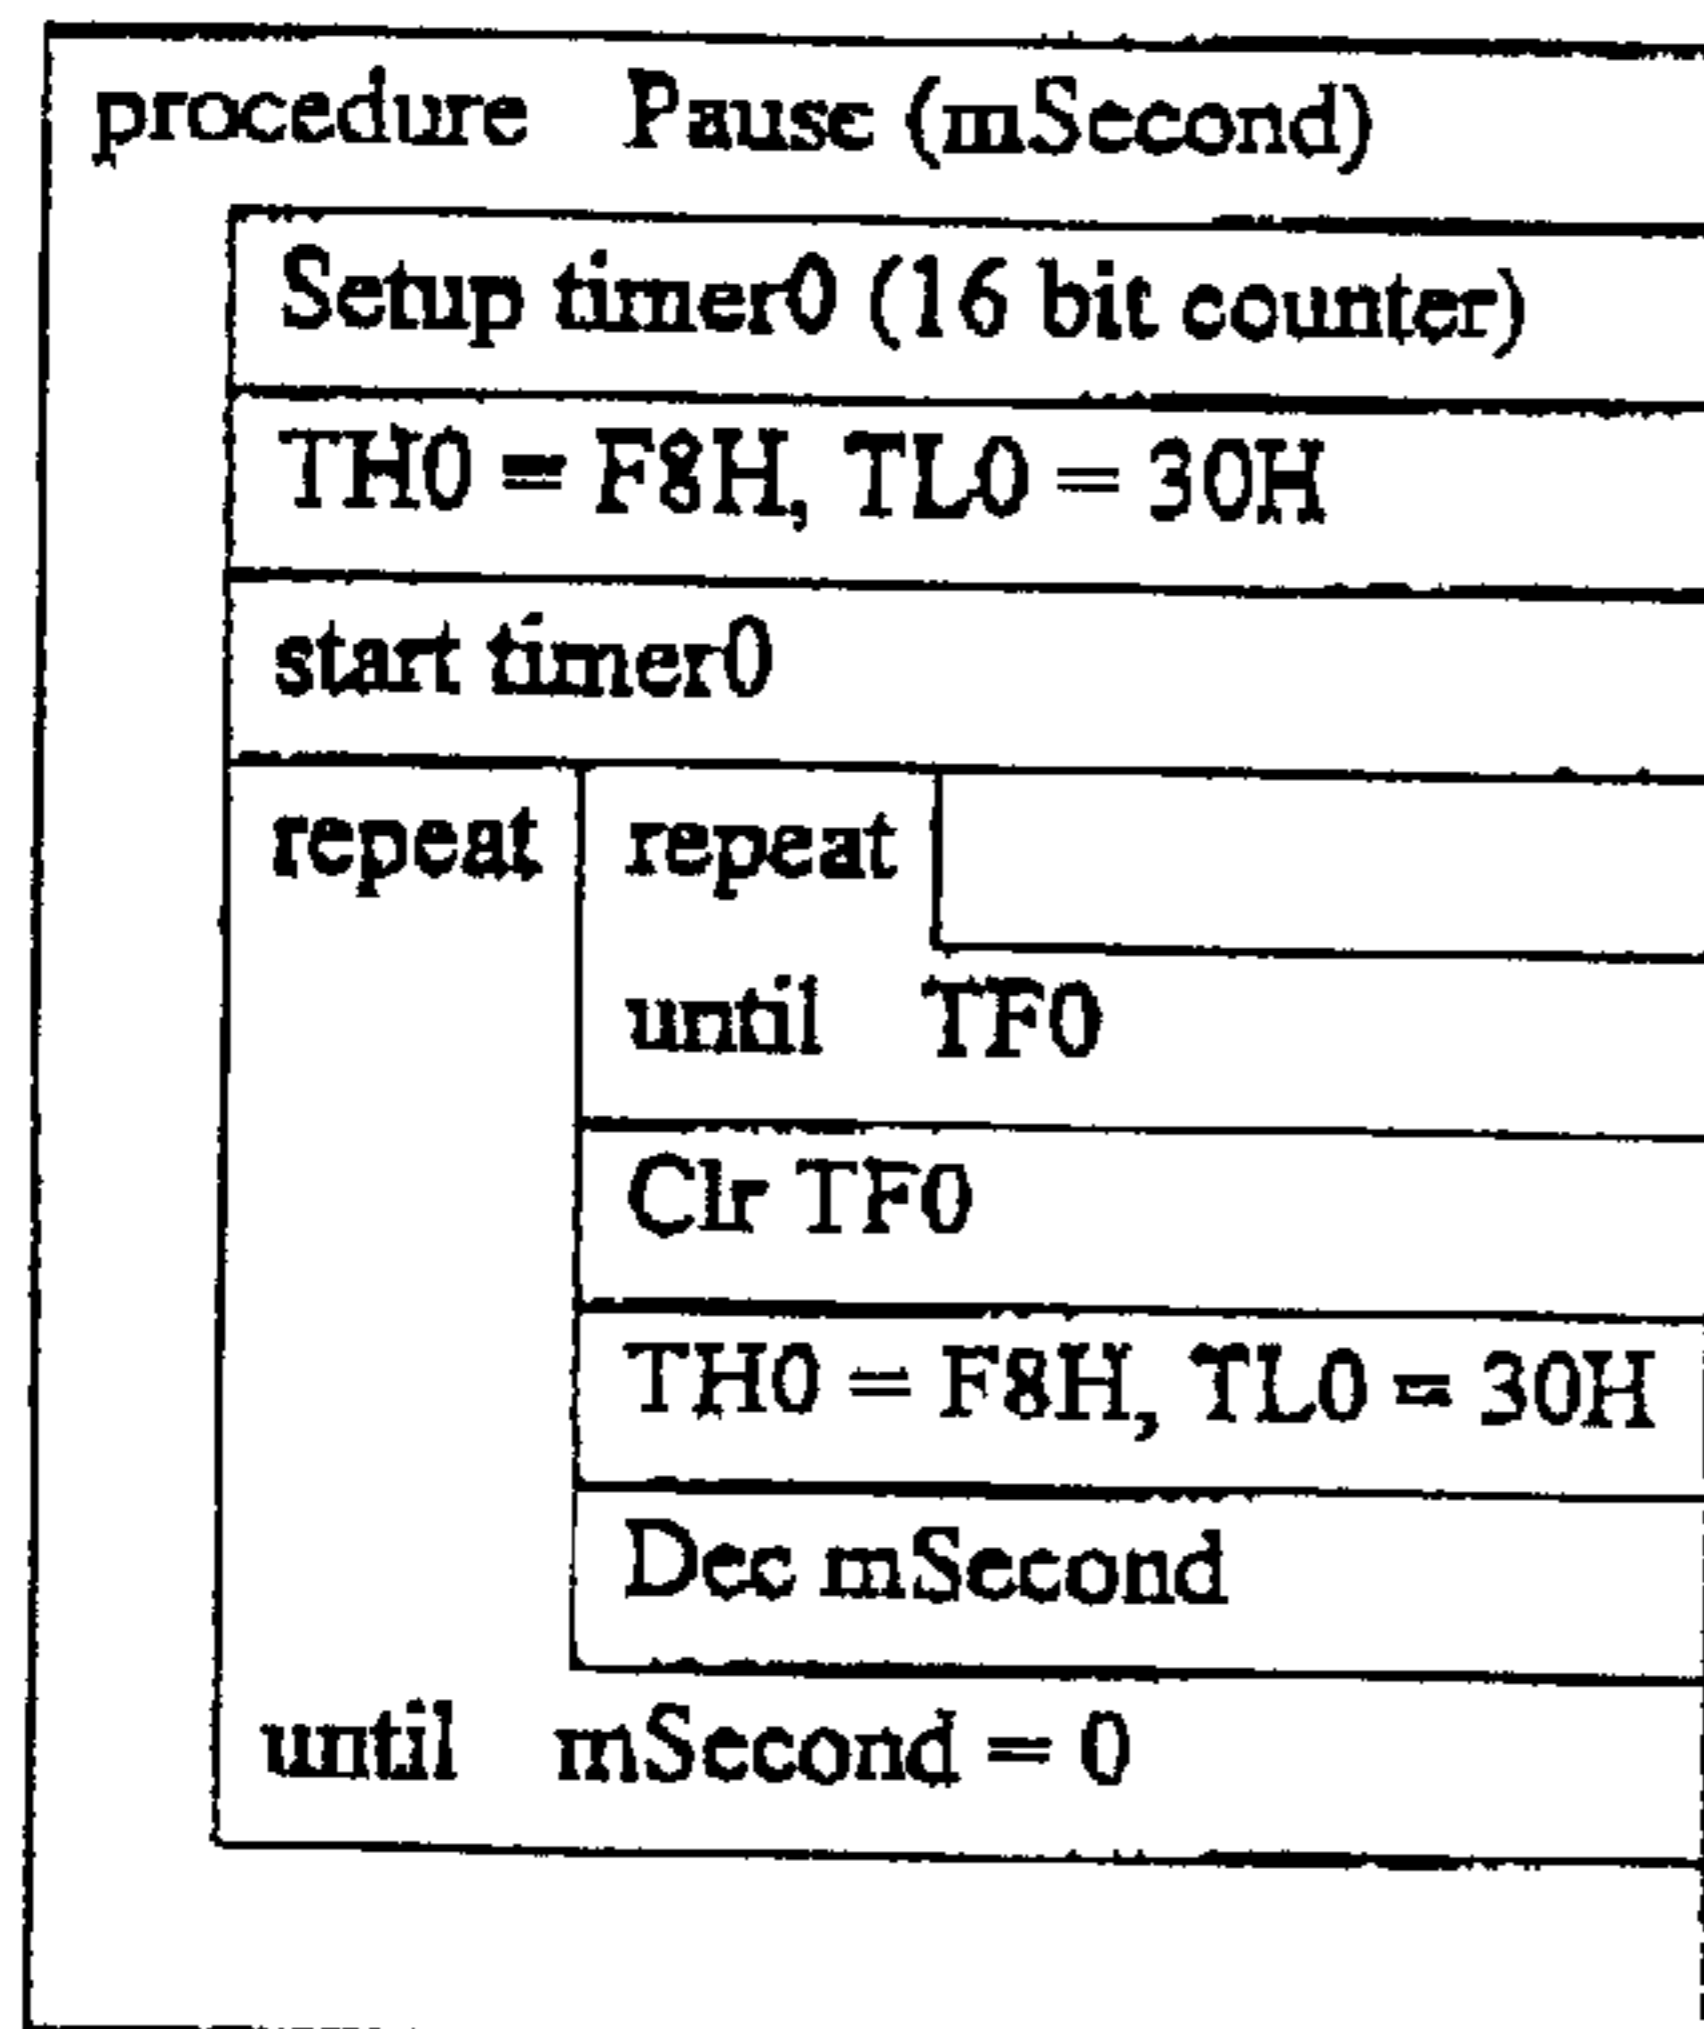 procedure Pause (mSecond)
Setup timer0 (16 bit counter)
TH0 = F8H, TL0 = 30H
start timer0
repeat repeat
until TF0
Clr TF0
TH0 = F8H, TL0 = 30H
Dec mSecond
until mSecond = 0